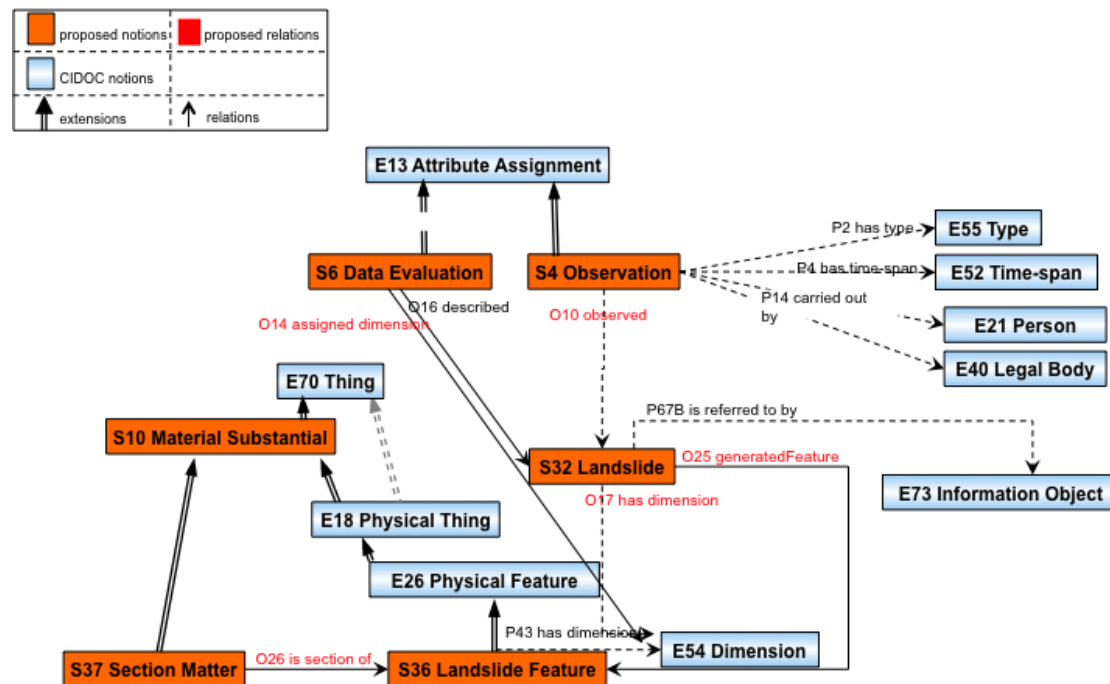 proposed notions
proposed relations
CIDOC notions
extensions
relations
E13 Attribute Assignment
P2 has type
E55 Type
S6 Data Evaluation
S4 Observation
P4 has time-span
E52 Time-span
O16 described
P14 carried out
by
O14 assigned dimension
O10 observed
E21 Person
E40 Legal Body
E70 Thing
P67B is referred to by
S10 Material Substantial
S32 Landslide
O25 generatedFeature
O17 has dimension
E73 Information Object
E18 Physical Thing
E26 Physical Feature
P43 has dimension
E54 Dimension
S37 Section Matter
O26 is section of
S36 Landslide Feature